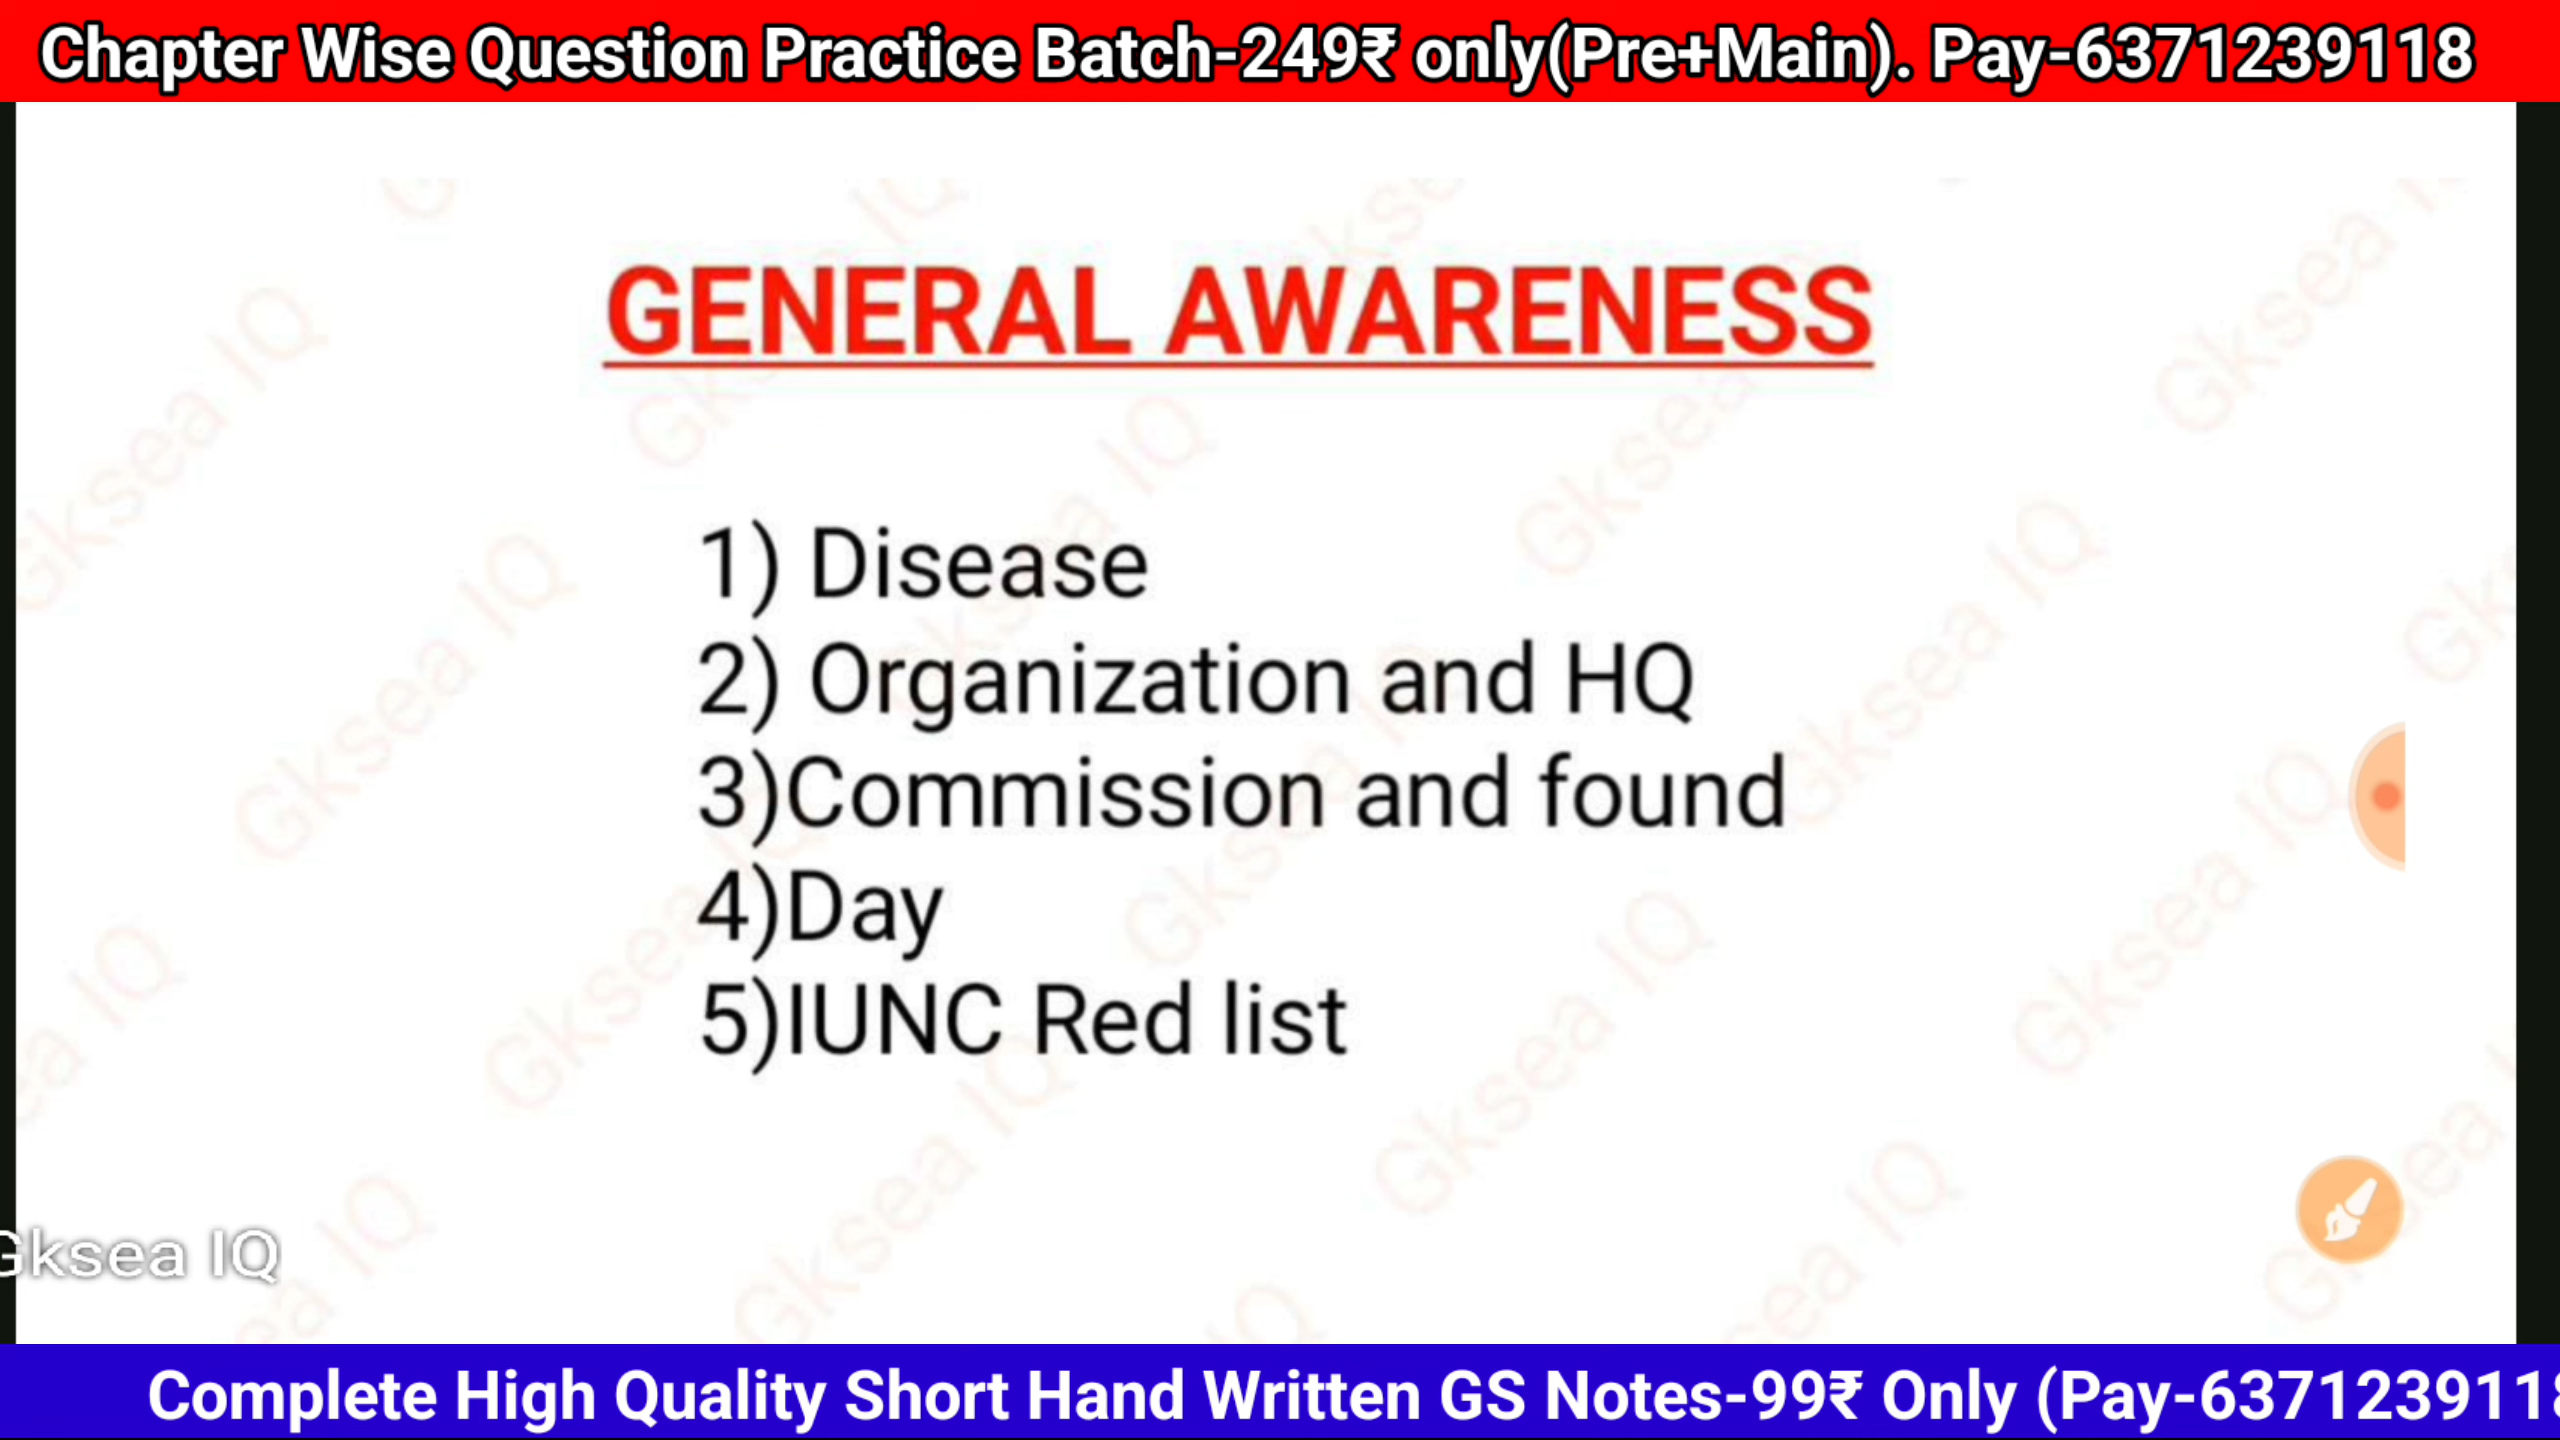 Chapter Wise Question Practice Batch-249₹ only(Pre+Main). Pay-6371239118
GENERAL AWARENESS
1) Disease
2) Organization and HQ
3)Commission and found
4)Day
5)IUNC Red list
Gksea IQ
Complete High Quality Short Hand Written GS Notes-99₹ Only (Pay-6371239118